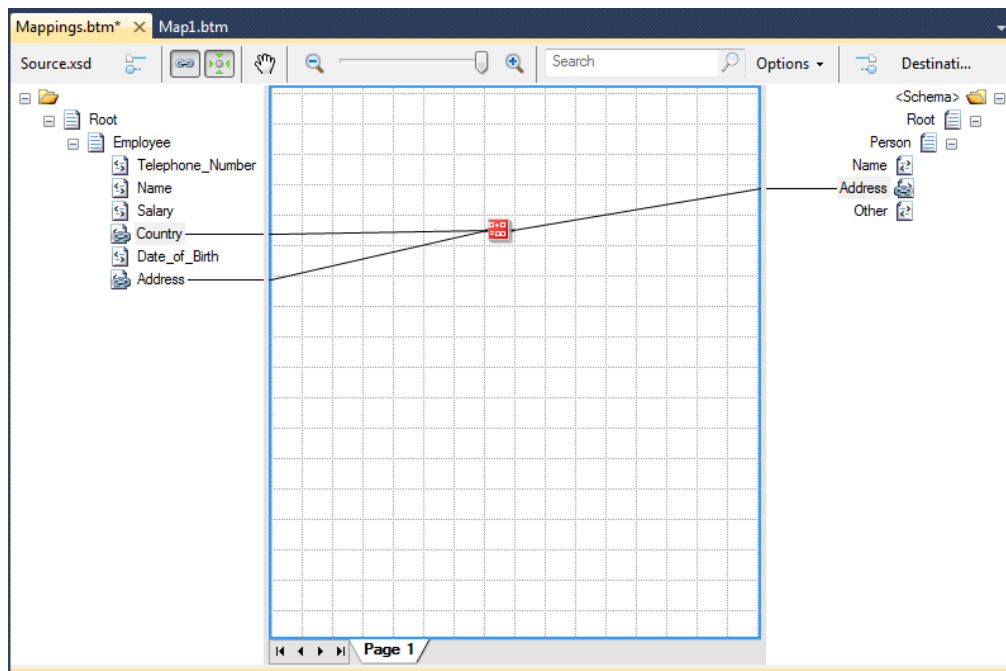 Mappings.btm* Map1.btm
Source.xsd Search Options Destinati...
<Schema>
Root Root
Employee Person
Telephone_Number Name
Name Address
Salary Other
Country
Date_of_Birth
Address
Page 1